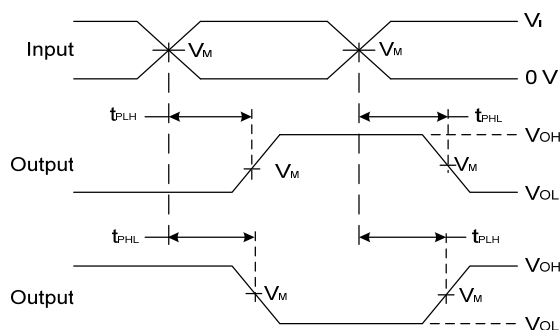 Input
VM
VM
VI
0 V
tPLH
tPHL
Output
VM
VM
VOH
VOL
tPHL
tPLH
Output
VM
VM
VOH
VOL